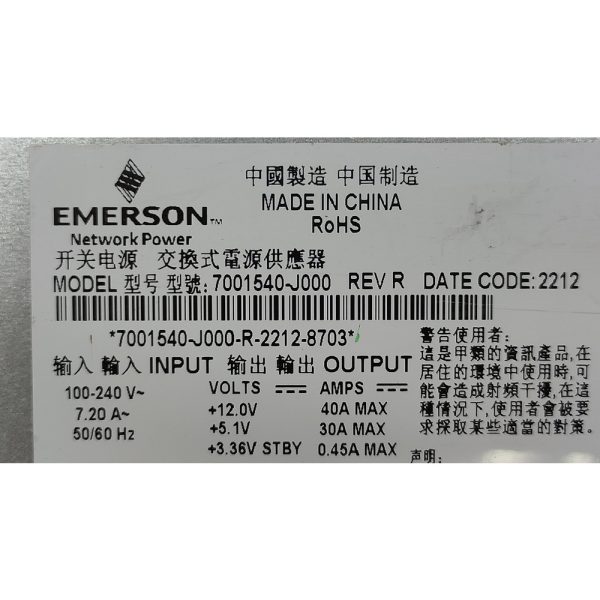 EMERSON™
Network Power
中國製造 中国制造
MADE IN CHINA
RoHS
开关电源 交換式電源供應器
MODEL 型号 型號: 7001540-J000 REV R DATE CODE: 2212
*7001540-J000-R-2212-8703*
输入 輸入 INPUT 输出 輸出 OUTPUT
100-240 V~
7.20 A~
50/60 Hz
VOLTS AMPS
+12.0V 40A MAX
+5.1V 30A MAX
+3.36V STBY 0.45A MAX
警告使用者:
這是甲類的資訊產品,在
居住的環境中使用時,可
能會造成射頻干擾,在這
種情況下,使用者會被要
求採取某些適當的對策。
声明: